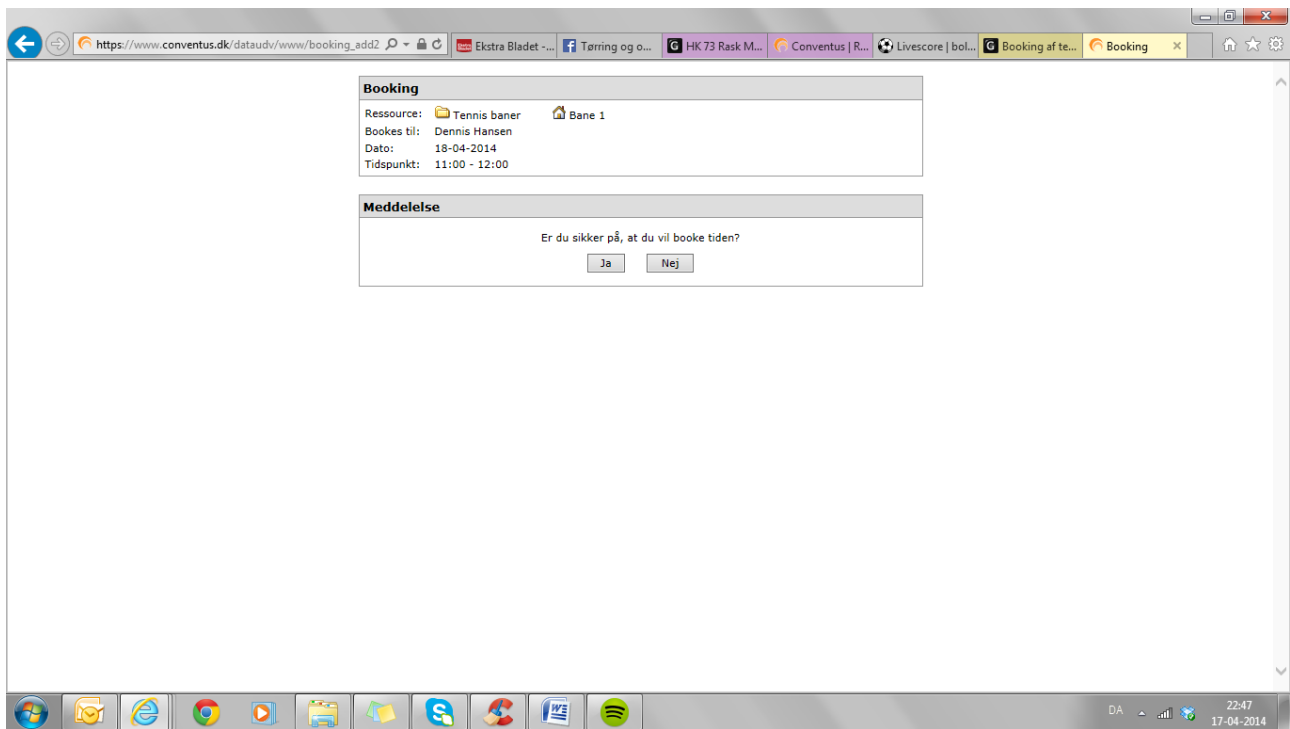 https://www.conventus.dk/dataudv/www/booking_add2
Ekstra Bladet -...
Tørring og o...
HK 73 Rask M...
Conventus | R...
Livescore | bol...
Booking af te...
Booking
Booking
Ressource: Tennis baner Bane 1
Bookes til: Dennis Hansen
Dato: 18-04-2014
Tidspunkt: 11:00 - 12:00
Meddelelse
Er du sikker på, at du vil booke tiden?
Ja Nej
DA
22:47
17-04-2014